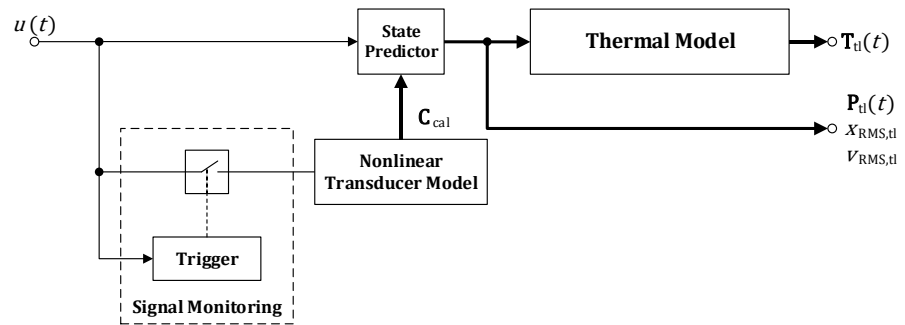 u(t)
State
Predictor
Thermal Model
T_tl(t)
P_tl(t)
x_RMS,tl
v_RMS,tl
C_cal
Nonlinear
Transducer Model
Trigger
Signal Monitoring